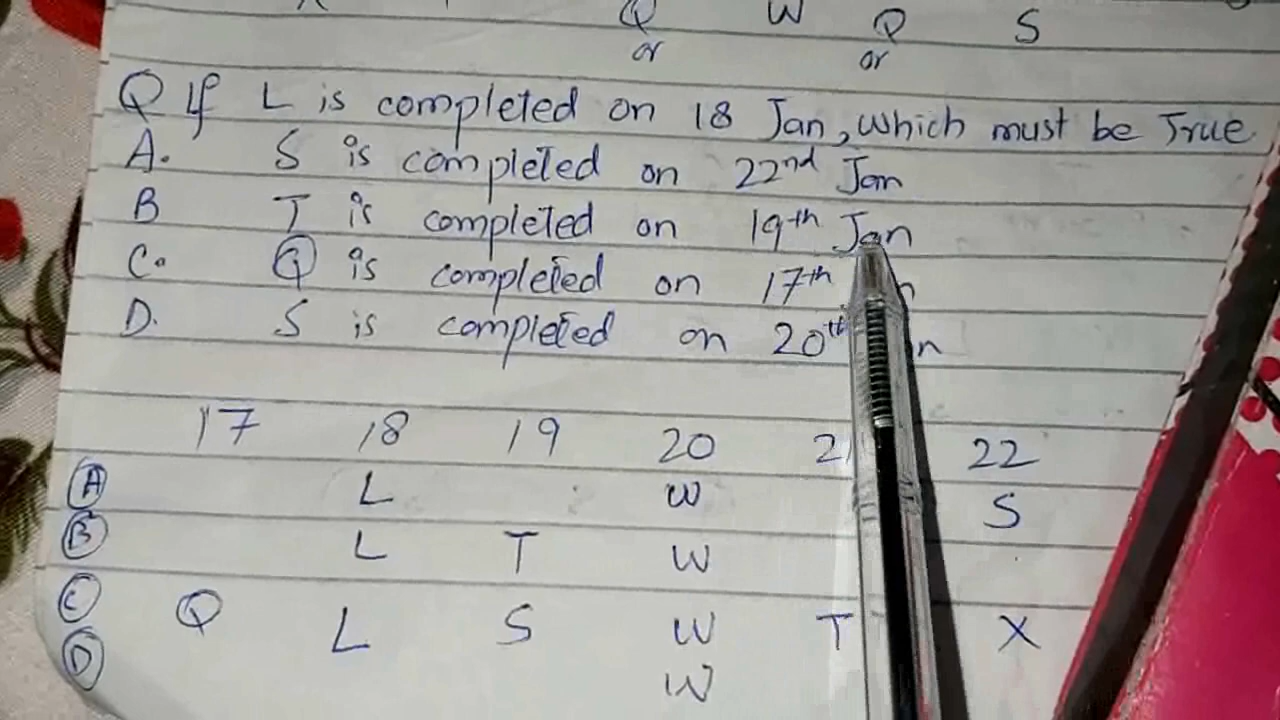 Q W Q S
or or
Q If L is completed on 18 Jan, which must be True
A. S is completed on 22nd Jan
B T is completed on 19th Jan
C. Q is completed on 17th
D. S is completed on 20th
17 18 19 20 21 22
A L W S
B L T W
C Q L S W T X
D W